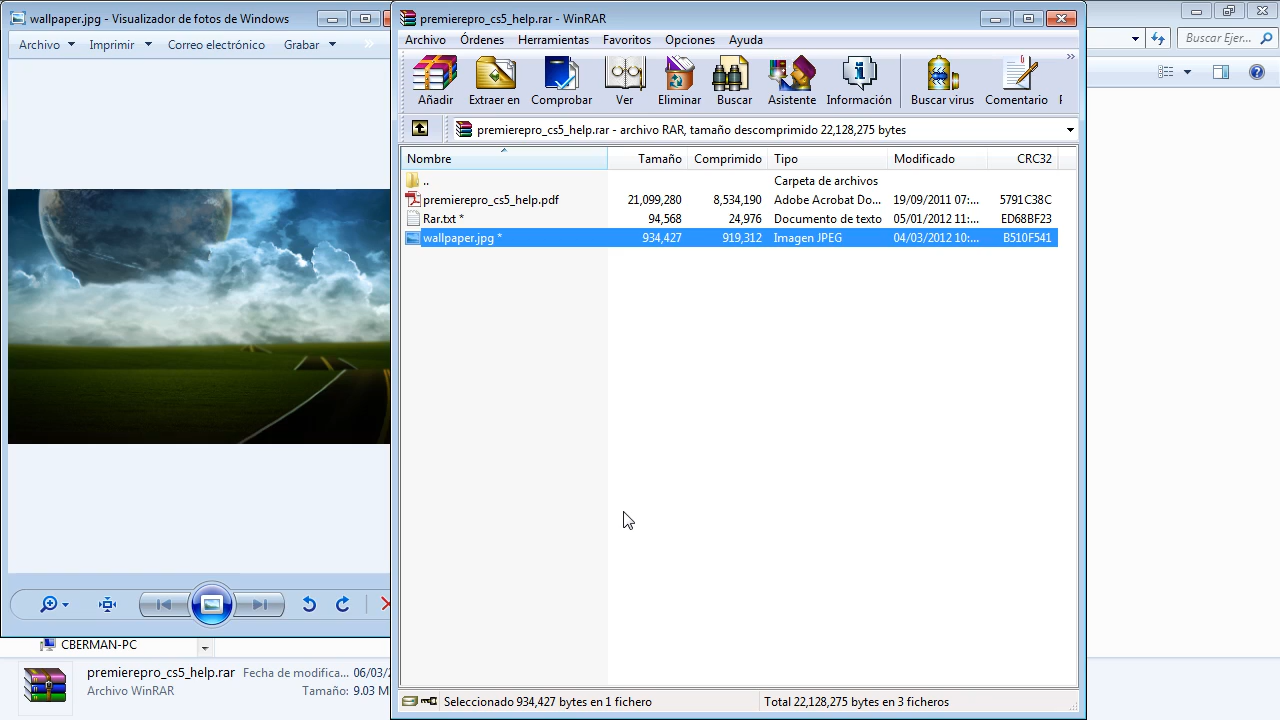 wallpaper.jpg - Visualizador de fotos de Windows
Archivo Imprimir Correo electrónico Grabar »
premierepro_cs5_help.rar - WinRAR
Archivo Órdenes Herramientas Favoritos Opciones Ayuda
Añadir Extraer en Comprobar Ver Eliminar Buscar Asistente Información Buscar virus Comentario
premierepro_cs5_help.rar - archivo RAR, tamaño descomprimido 22,128,275 bytes
Nombre Tamaño Comprimido Tipo Modificado CRC32
.. Carpeta de archivos
premierepro_cs5_help.pdf 21,099,280 8,534,190 Adobe Acrobat Do... 19/09/2011 07:... 5791C38C
Rar.txt * 94,568 24,976 Documento de texto 05/01/2012 11:... ED68BF23
wallpaper.jpg * 934,427 919,312 Imagen JPEG 04/03/2012 10:... B510F541
Seleccionado 934,427 bytes en 1 fichero Total 22,128,275 bytes en 3 ficheros
Buscar Ejer...
CBERMAN-PC
premierepro_cs5_help.rar Fecha de modifica... 06/03/2
Archivo WinRAR Tamaño: 9.03 M